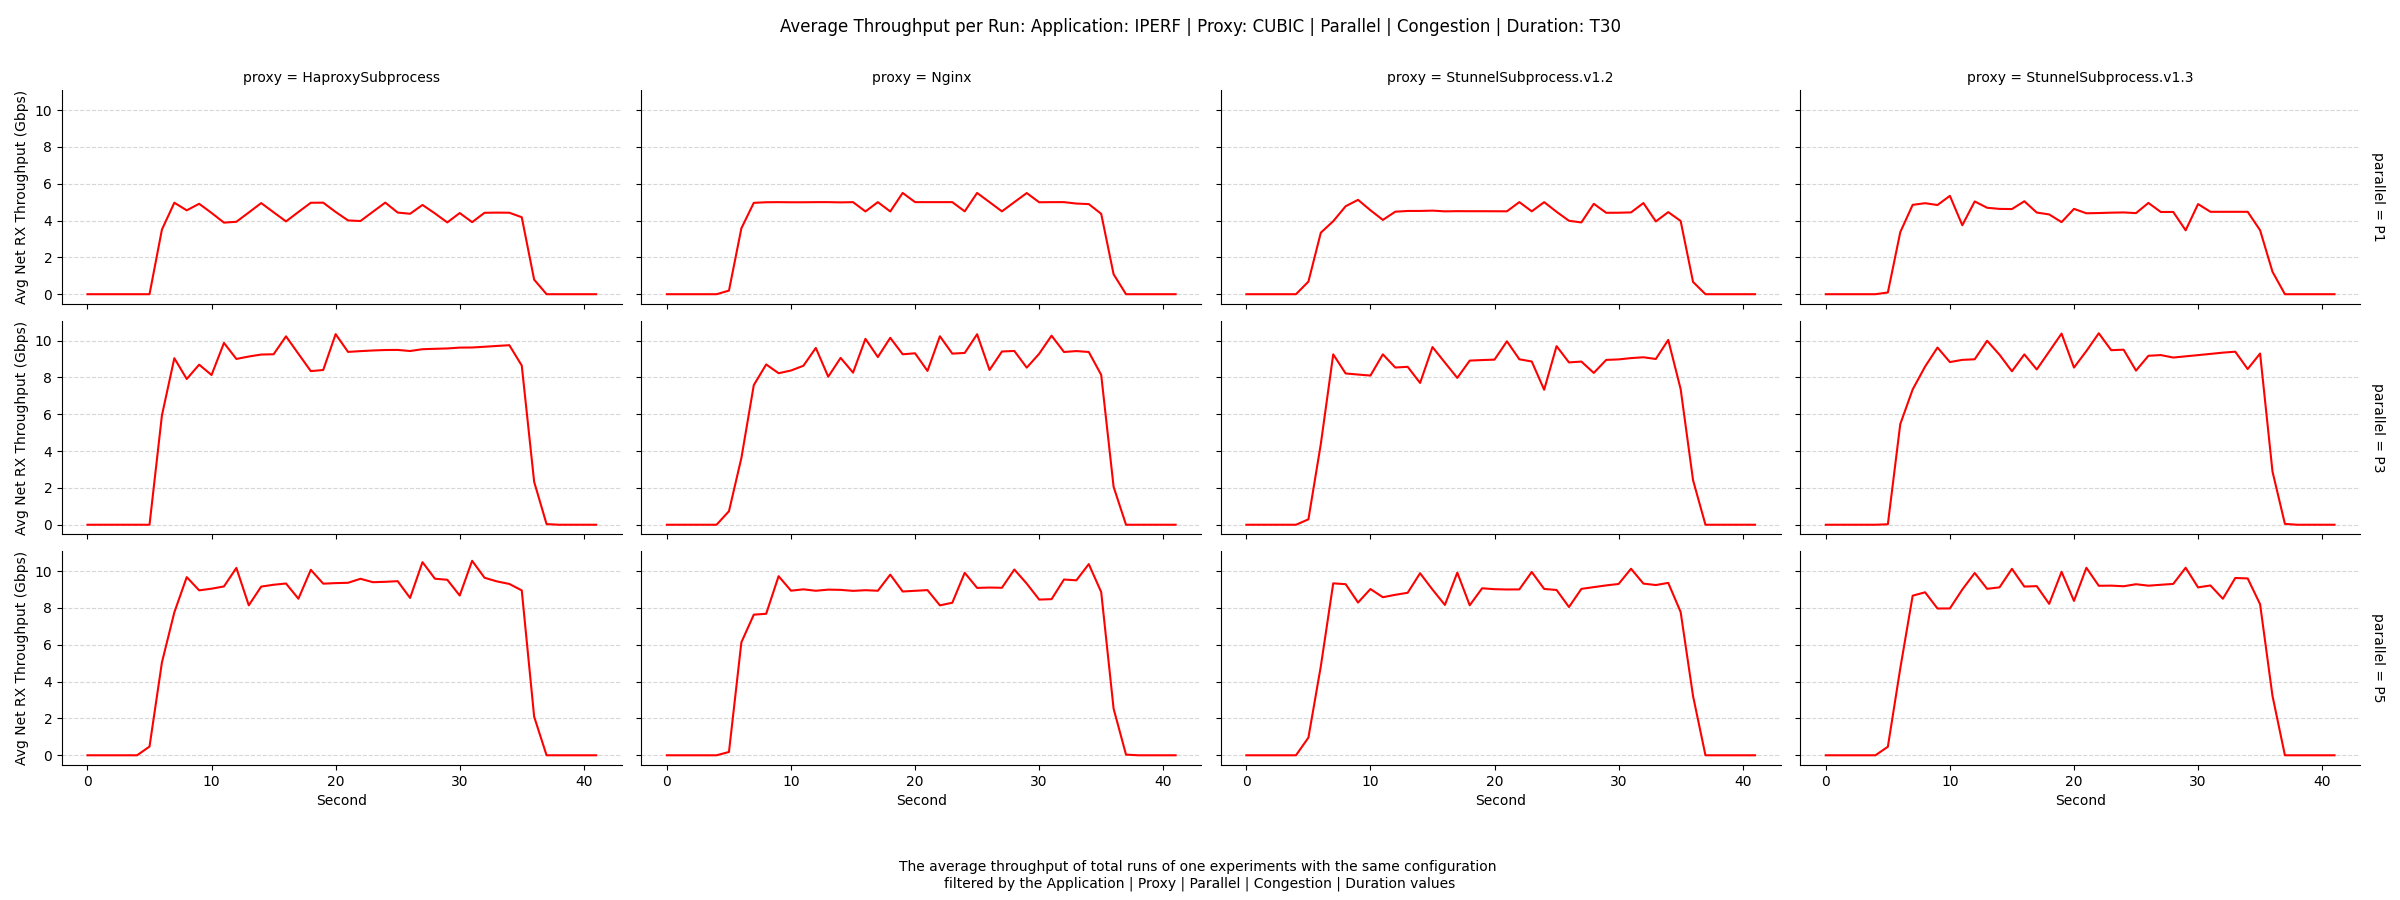 Average Throughput per Run: Application: IPERF | Proxy: CUBIC | Parallel | Congestion | Duration: T30
proxy = HaproxySubprocess
proxy = Nginx
proxy = StunnelSubprocess.v1.2
proxy = StunnelSubprocess.v1.3
Avg Net RX Throughput (Gbps)
10
8
6
4
2
0
parallel = P1
Avg Net RX Throughput (Gbps)
10
8
6
4
2
0
parallel = P3
Avg Net RX Throughput (Gbps)
10
8
6
4
2
0
parallel = P5
0 10 20 30 40
0 10 20 30 40
0 10 20 30 40
0 10 20 30 40
Second
Second
Second
Second
The average throughput of total runs of one experiments with the same configuration
filtered by the Application | Proxy | Parallel | Congestion | Duration values